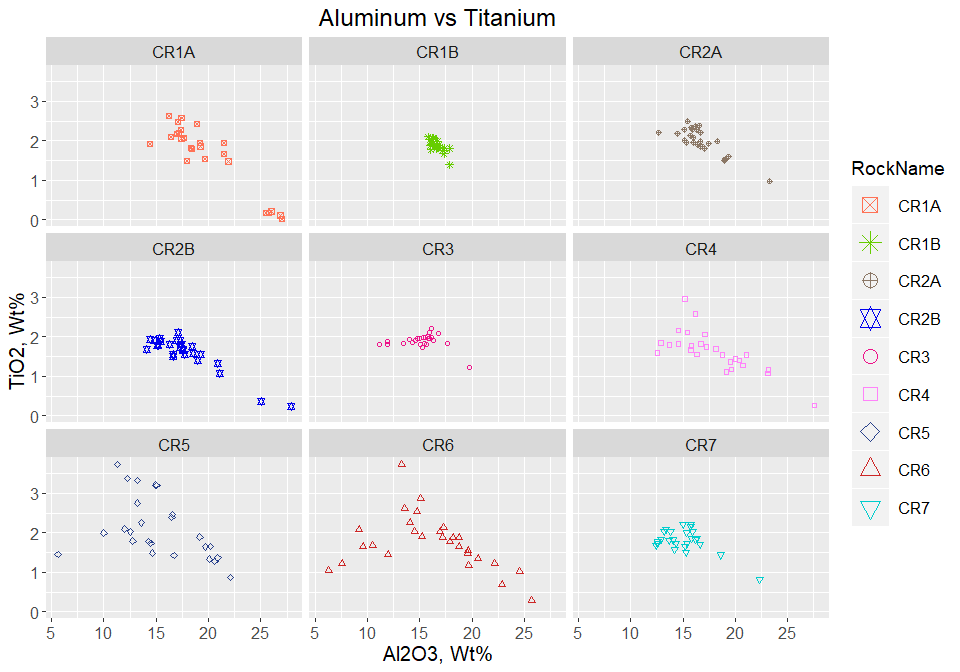 Aluminum vs Titanium
CR1A CR1B CR2A
3
2
1
0
CR2B CR3 CR4
3
2
1
0
CR5 CR6 CR7
3
2
1
0
5 10 15 20 25 5 10 15 20 25 5 10 15 20 25
Al2O3, Wt%
TiO2, Wt%
RockName
CR1A
CR1B
CR2A
CR2B
CR3
CR4
CR5
CR6
CR7